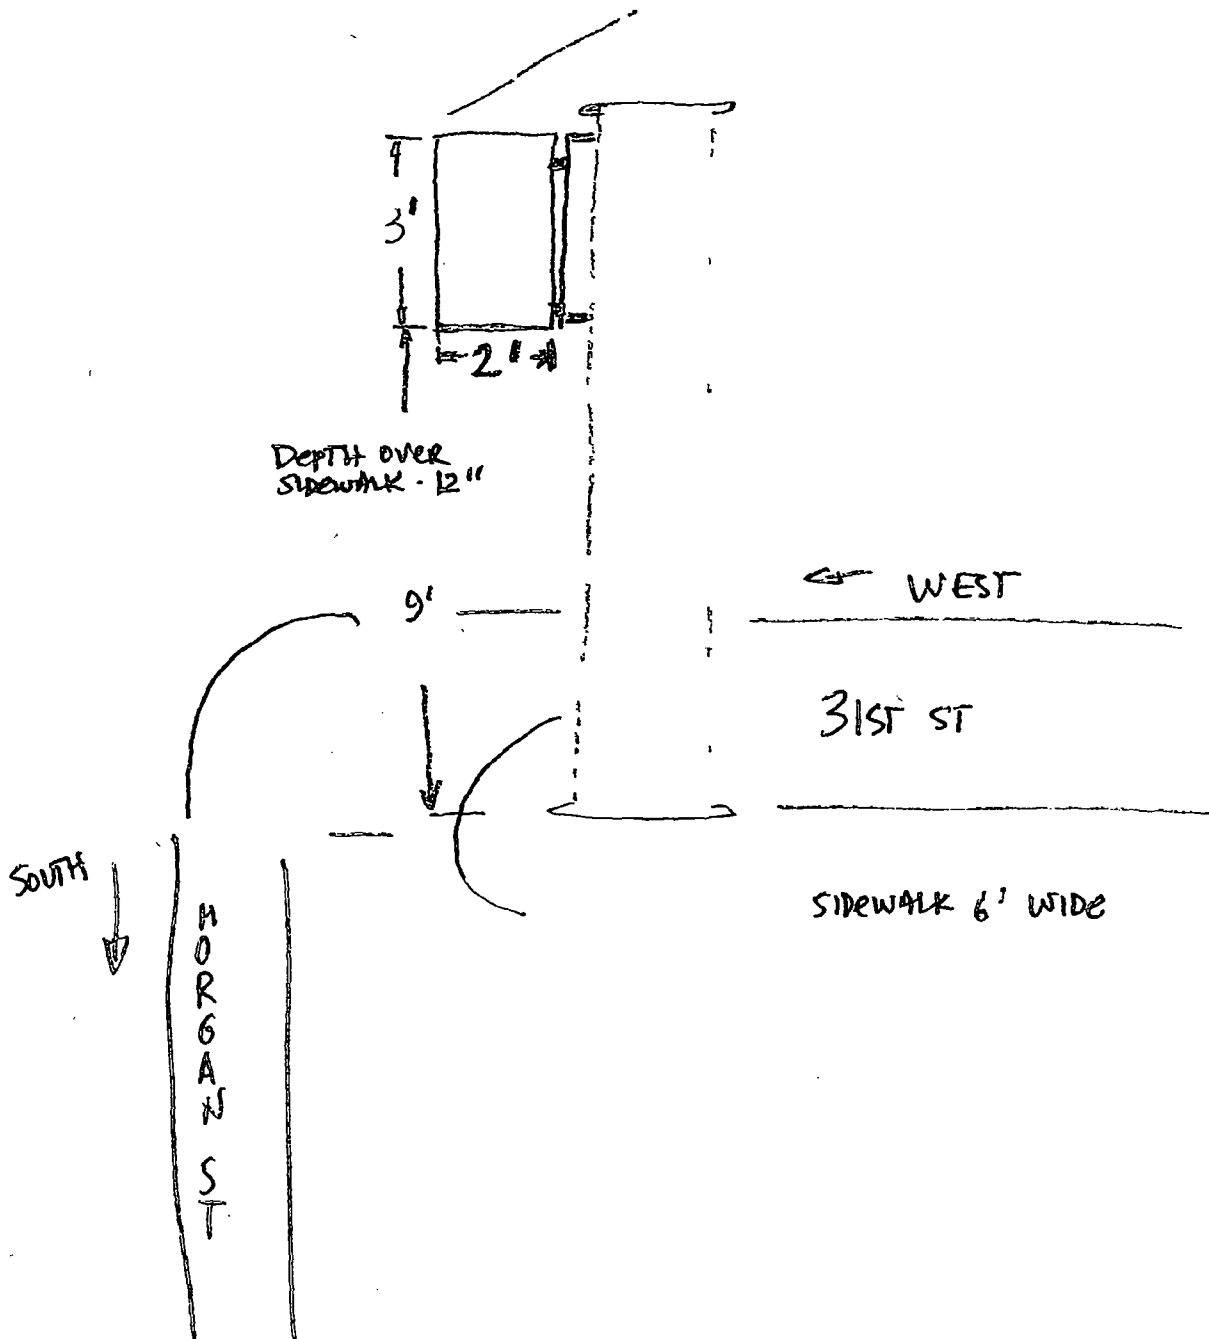 3'
2'
DEPTH OVER
SIDEWALK - 12"
9'
WEST
31ST ST
SOUTH
SIDEWALK 6' WIDE
MORGAN ST